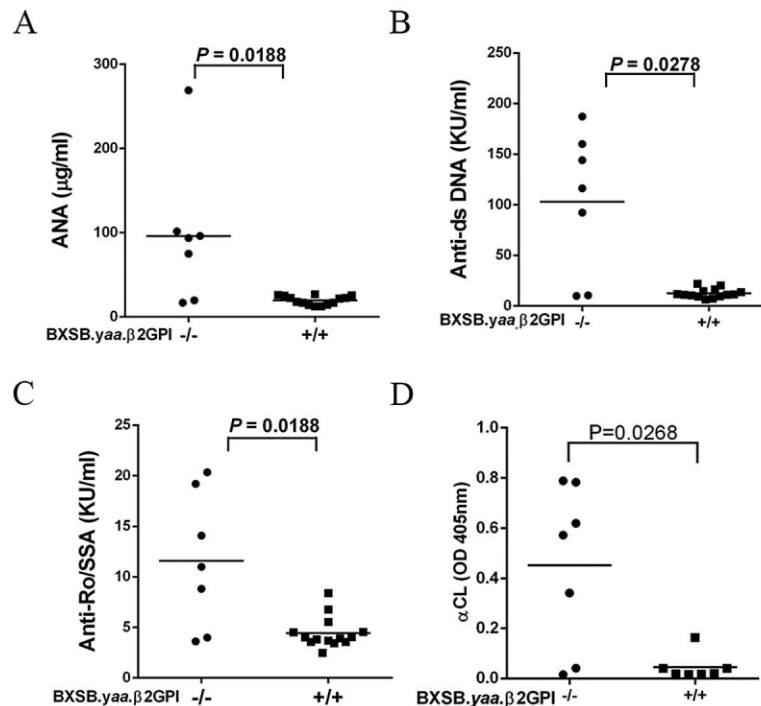 A
P = 0.0188
300
200
100
0
ANA (µg/ml)
BXSB.yaa.β2GPI -/- +/+
B
P = 0.0278
250
200
150
100
50
0
Anti-ds DNA (KU/ml)
BXSB.yaa.β2GPI -/- +/+
C
P = 0.0188
25
20
15
10
5
0
Anti-Ro/SSA (KU/ml)
BXSB.yaa.β2GPI -/- +/+
D
P=0.0268
1.0
0.8
0.6
0.4
0.2
0.0
αCL (OD 405nm)
BXSB.yaa.β2GPI -/- +/+